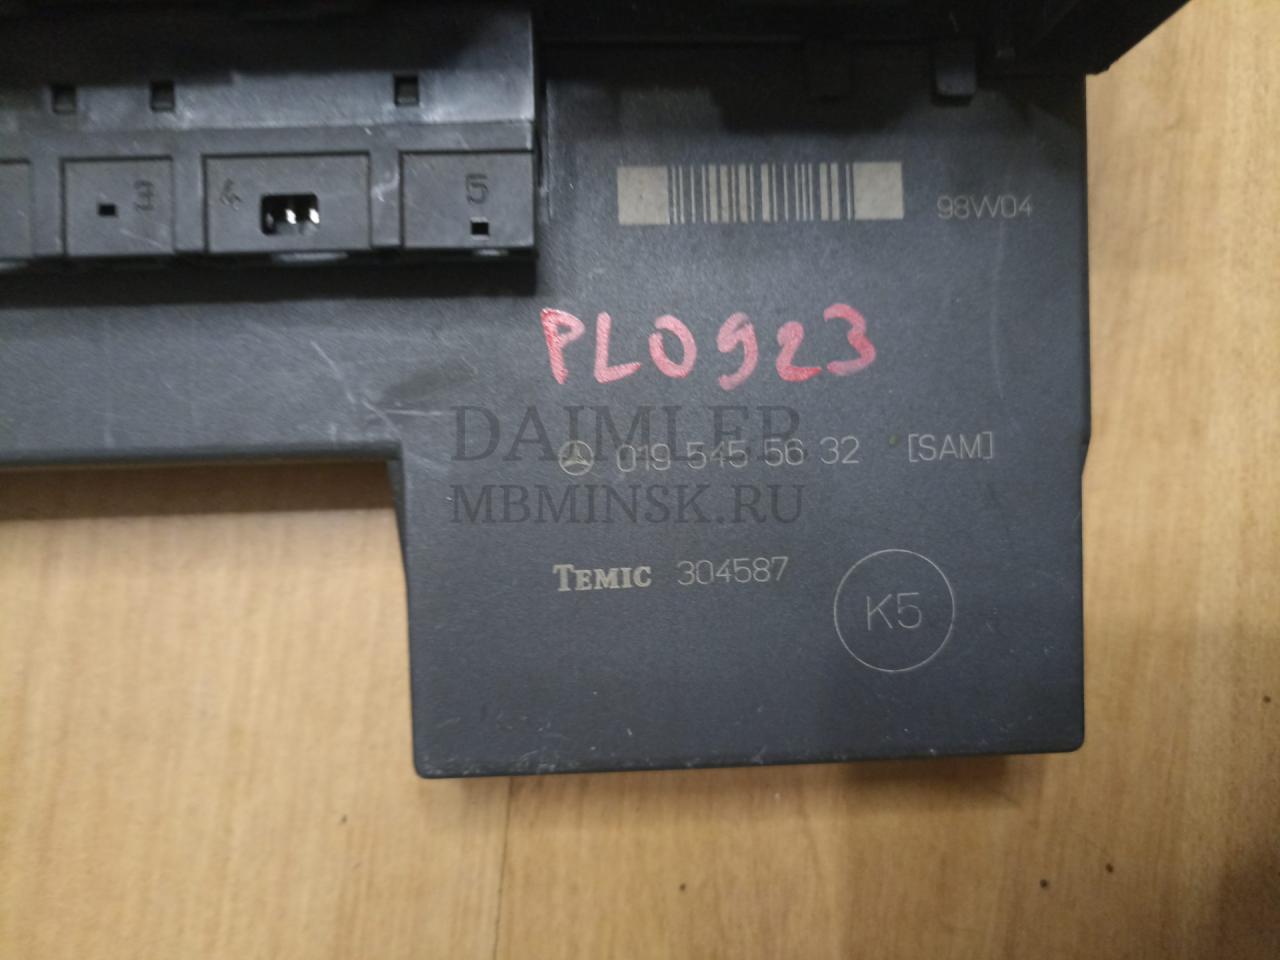 3 4 5
98W04
PL0923
DAIMLER
019 545 56 32 [SAM]
MBMINSK.RU
TEMIC 304587
K5